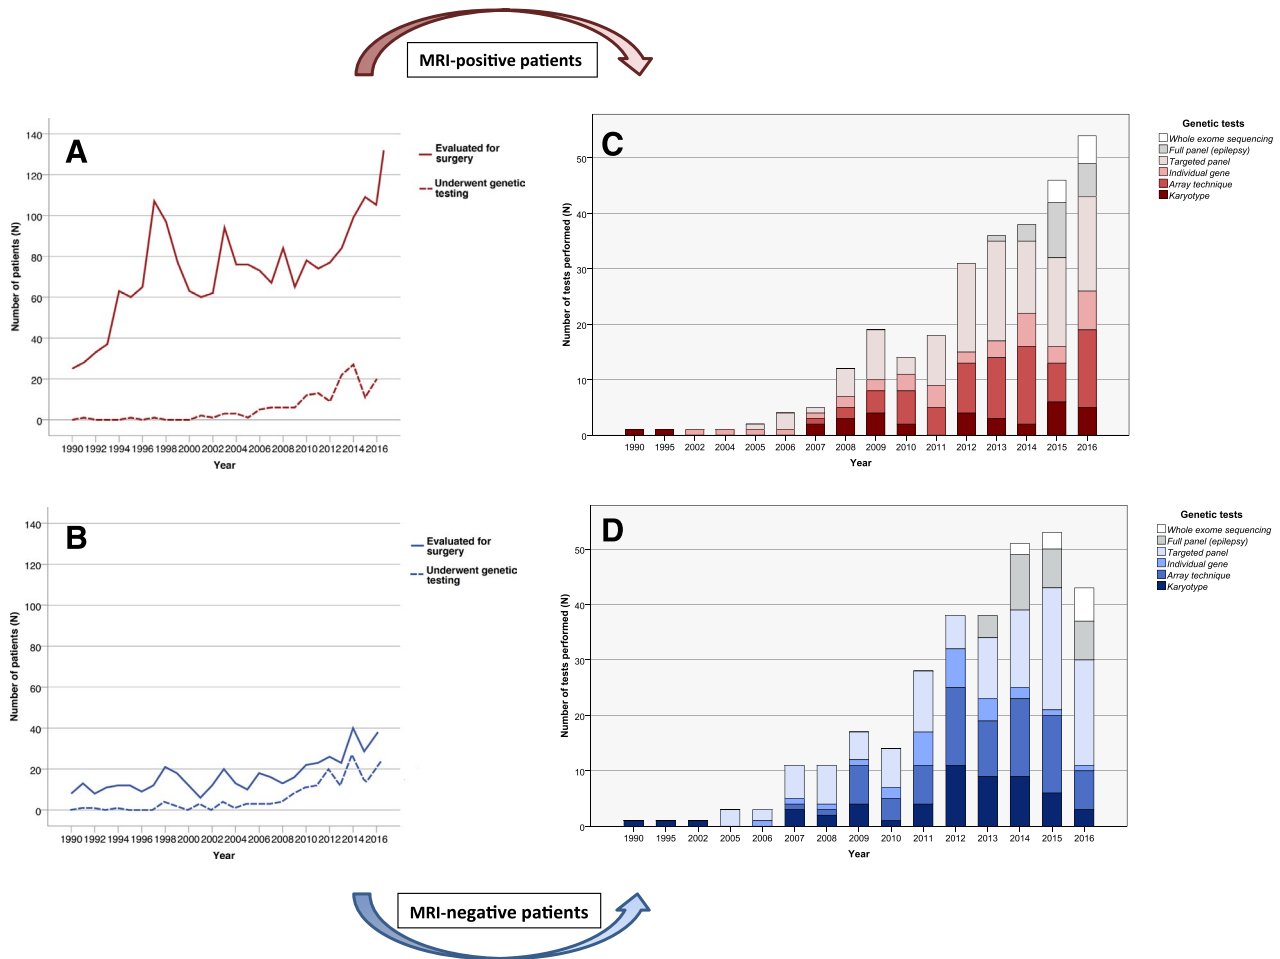 MRI-positive patients
A
140
120
100
80
60
40
20
0
Number of patients (N)
1990 1992 1994 1996 1998 2000 2002 2004 2006 2008 2010 2012 2014 2016
Year
Evaluated for
surgery
Underwent genetic
testing
C
50
40
30
20
10
0
Number of tests performed (N)
1990 1995 2002 2004 2005 2006 2007 2008 2009 2010 2011 2012 2013 2014 2015 2016
Year
Genetic tests
Whole exome sequencing
Full panel (epilepsy)
Targeted panel
Individual gene
Array technique
Karyotype
B
140
120
100
80
60
40
20
0
Number of patients (N)
1990 1992 1994 1996 1998 2000 2002 2004 2006 2008 2010 2012 2014 2016
Year
Evaluated for
surgery
Underwent genetic
testing
D
50
40
30
20
10
0
Number of tests performed (N)
1990 1995 2002 2005 2006 2007 2008 2009 2010 2011 2012 2013 2014 2015 2016
Year
Genetic tests
Whole exome sequencing
Full panel (epilepsy)
Targeted panel
Individual gene
Array technique
Karyotype
MRI-negative patients